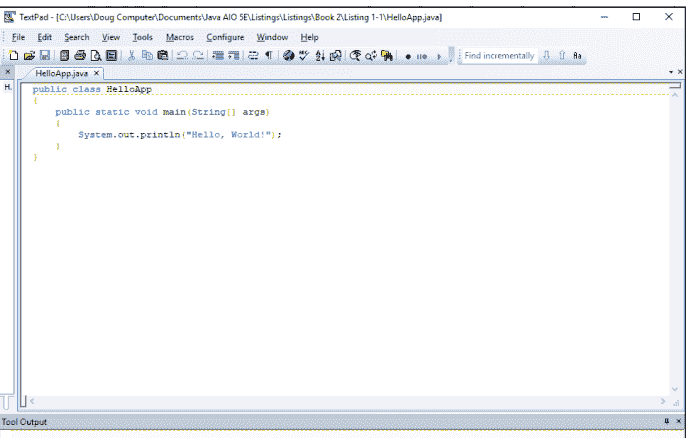 TextPad - [C:\Users\Doug Computer\Documents\Java AIO 5E\Listings\Listings\Book 2\Listing 1-1\HelloApp.java]
File Edit Search View Tools Macros Configure Window Help
Find incrementally
HelloApp.java
H.
public class HelloApp
{
public static void main(String[] args)
{
System.out.println("Hello, World!");
}
}
Tool Output